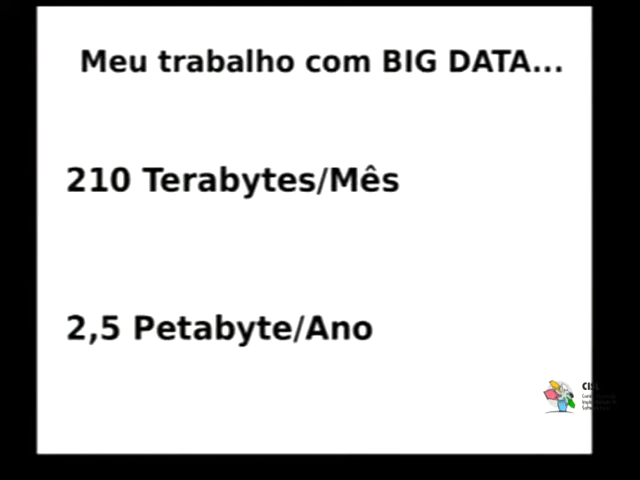 Meu trabalho com BIG DATA...
210 Terabytes/Mês
2,5 Petabyte/Ano